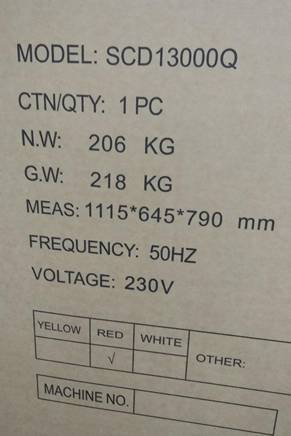 MODEL: SCD13000Q
CTN/QTY: 1 PC
N.W: 206 KG
G.W: 218 KG
MEAS: 1115*645*790 mm
FREQUENCY: 50HZ
VOLTAGE: 230V
YELLOW RED WHITE OTHER:
√
MACHINE NO.